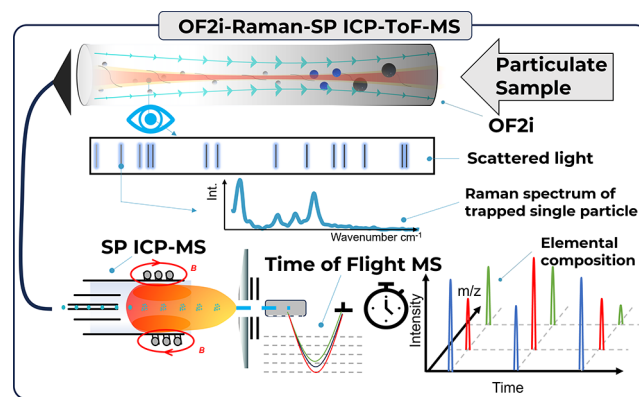 OF2i-Raman-SP ICP-ToF-MS
Particulate
Sample
OF2i
Scattered light
Int.
Wavenumber cm-1
Raman spectrum of
trapped single particle
SP ICP-MS
B
B
Time of Flight MS
Elemental
composition
m/z
Intensity
Time